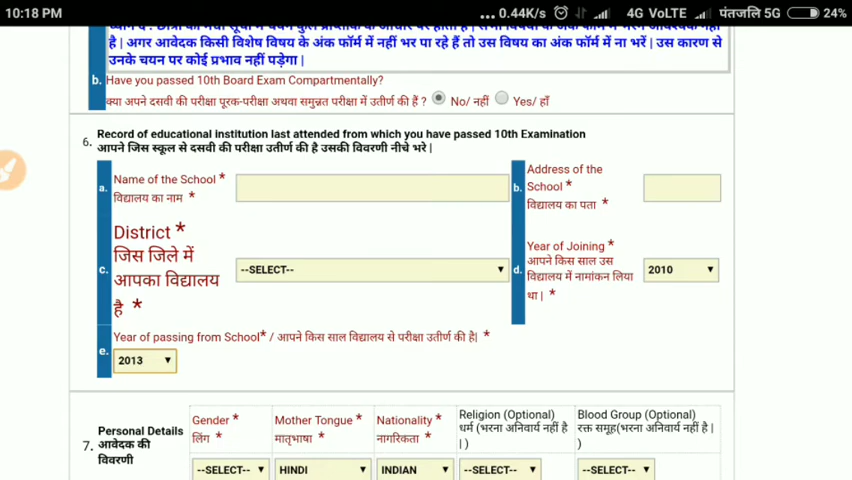 10:18 PM ... 0.44K/s 4G VoLTE पंतजलि 5G 24%
है | अगर आवेदक किसी विशेष विषय के अंक फॉर्म में नहीं भर पा रहे हैं तो उस विषय का अंक फॉर्म में ना भरें | उस कारण से
उनके चयन पर कोई प्रभाव नहीं पड़ेगा |
b. Have you passed 10th Board Exam Compartmentally?
क्या अपने दसवी की परीक्षा पूरक-परीक्षा अथवा समुन्नत परीक्षा में उतीर्ण की हैं ? No/ नहीं Yes/ हाँ
6. Record of educational institution last attended from which you have passed 10th Examination
आपने जिस स्कूल से दसवी की परीक्षा उतीर्ण की है उसकी विवरणी नीचे भरे |
a. Name of the School *
विद्यालय का नाम *
b. Address of the
School *
विद्यालय का पता *
c. District *
जिस जिले में
आपका विद्यालय
है *
--SELECT--
d. Year of Joining *
आपने किस साल उस
विद्यालय में नामांकन लिया
था | *
2010
e. Year of passing from School* / आपने किस साल विद्यालय से परीक्षा उतीर्ण की है| *
2013
7. Personal Details
आवेदक की
विवरणी
Gender *
लिंग *
Mother Tongue *
मातृभाषा *
Nationality *
नागरिकता *
Religion (Optional)
धर्म (भरना अनिवार्य नहीं है
| )
Blood Group (Optional)
रक्त समूह(भरना अनिवार्य नहीं है |
)
--SELECT-- HINDI INDIAN --SELECT-- --SELECT--